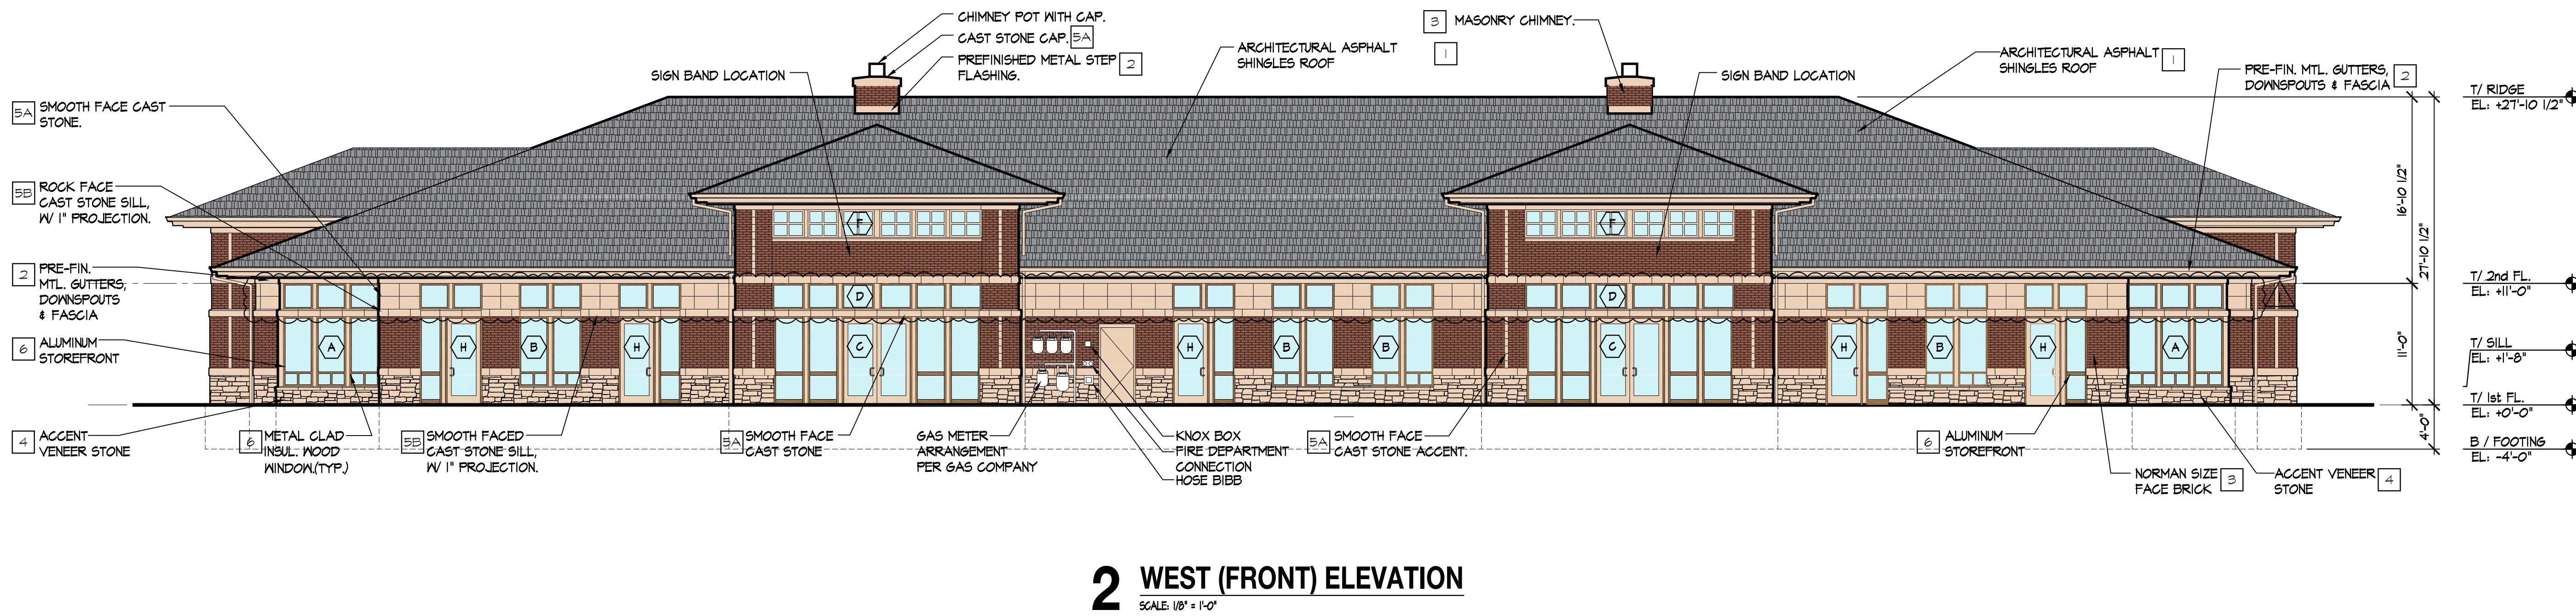 CHIMNEY POT WITH CAP.
CAST STONE CAP. 5A
PREFINISHED METAL STEP 2
FLASHING.
SIGN BAND LOCATION
ARCHITECTURAL ASPHALT
SHINGLES ROOF
1
3 MASONRY CHIMNEY.
SIGN BAND LOCATION
ARCHITECTURAL ASPHALT
SHINGLES ROOF
1
PRE-FIN. MTL. GUTTERS,
DOWNSPOUTS & FASCIA
2
T/ RIDGE
EL: +27'-10 1/2"
5A SMOOTH FACE CAST
STONE.
5B ROCK FACE
CAST STONE SILL,
W/ 1" PROJECTION.
2 PRE-FIN.
MTL. GUTTERS,
DOWNSPOUTS
& FASCIA
6 ALUMINUM
STOREFRONT
F
F
D
D
A
H
B
H
C
H
B
B
C
H
B
H
A
16'-10 1/2"
27'-10 1/2"
11'-0"
4'-0"
T/ 2nd FL.
EL: +11'-0"
T/ SILL
EL: +1'-8"
T/ 1st FL.
EL: +0'-0"
B / FOOTING
EL: -4'-0"
4 ACCENT
VENEER STONE
6 METAL CLAD
INSUL. WOOD
WINDOW.(TYP.)
5B SMOOTH FACED
CAST STONE SILL,
W/ 1" PROJECTION.
5A SMOOTH FACE
CAST STONE
GAS METER
ARRANGEMENT
PER GAS COMPANY
KNOX BOX
FIRE DEPARTMENT
CONNECTION
HOSE BIBB
5A SMOOTH FACE
CAST STONE ACCENT.
6 ALUMINUM
STOREFRONT
NORMAN SIZE
FACE BRICK
3
ACCENT VENEER
STONE
4
2 WEST (FRONT) ELEVATION
SCALE: 1/8" = 1'-0"